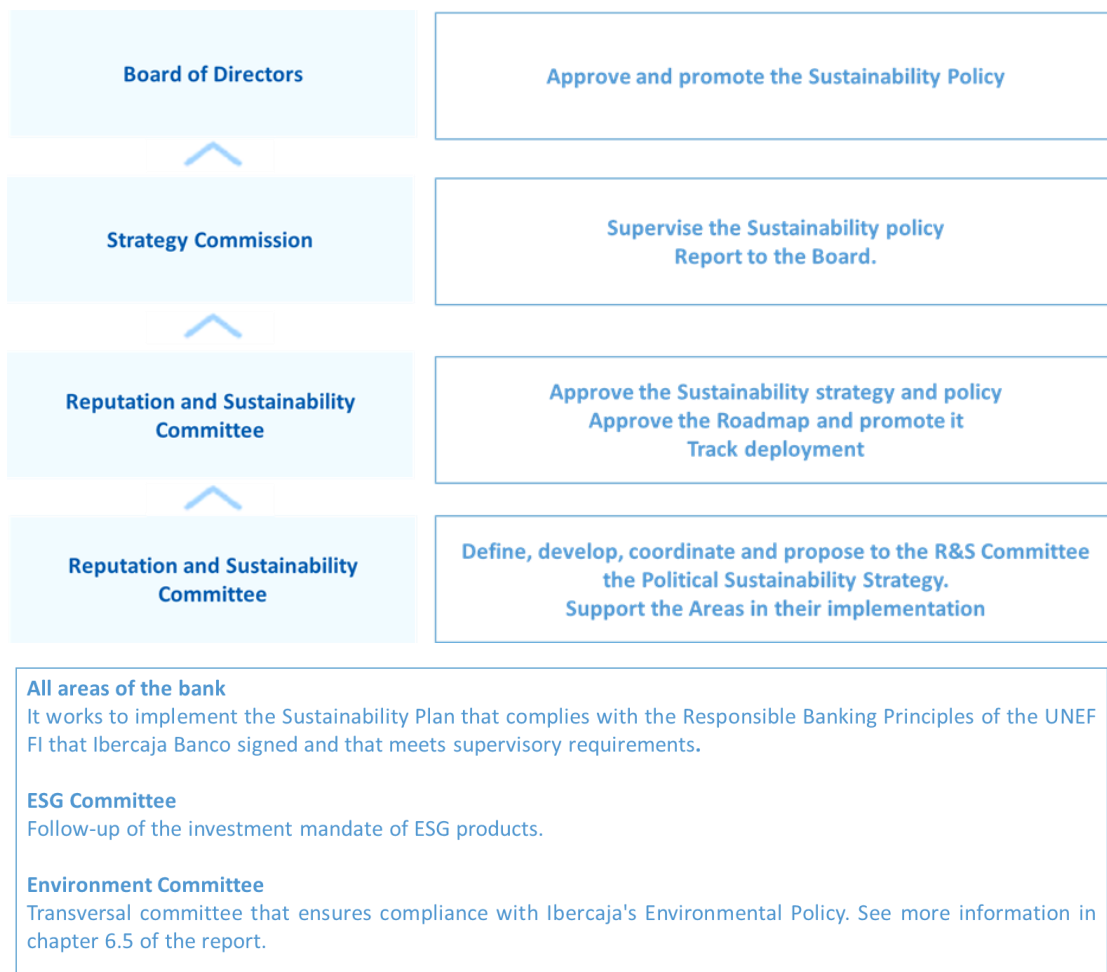 Board of Directors
Approve and promote the Sustainability Policy
Strategy Commission
Supervise the Sustainability policy
Report to the Board.
Reputation and Sustainability
Committee
Approve the Sustainability strategy and policy
Approve the Roadmap and promote it
Track deployment
Reputation and Sustainability
Committee
Define, develop, coordinate and propose to the R&S Committee
the Political Sustainability Strategy.
Support the Areas in their implementation
All areas of the bank
It works to implement the Sustainability Plan that complies with the Responsible Banking Principles of the UNEF
FI that Ibercaja Banco signed and that meets supervisory requirements.
ESG Committee
Follow-up of the investment mandate of ESG products.
Environment Committee
Transversal committee that ensures compliance with Ibercaja's Environmental Policy. See more information in
chapter 6.5 of the report.